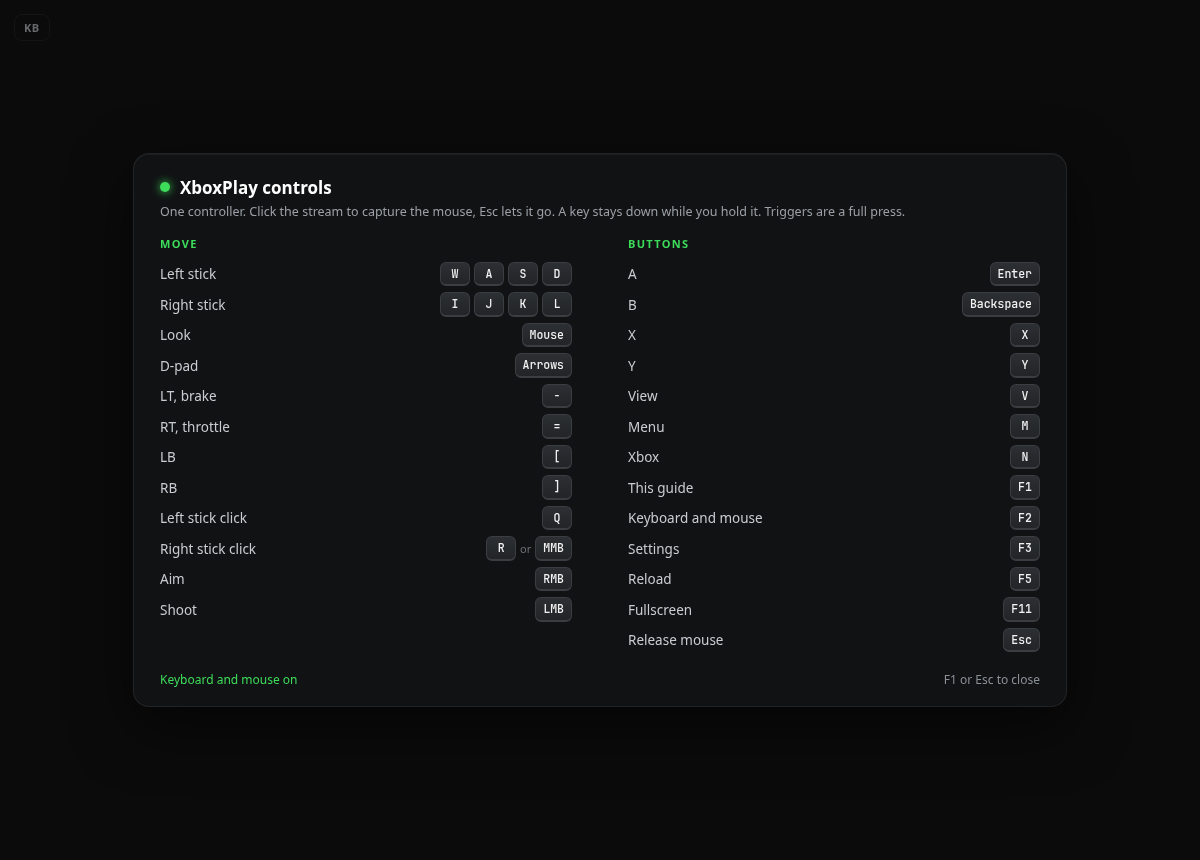 KB
XboxPlay controls
One controller. Click the stream to capture the mouse, Esc lets it go. A key stays down while you hold it. Triggers are a full press.
MOVE
Left stick W A S D
Right stick I J K L
Look Mouse
D-pad Arrows
LT, brake -
RT, throttle =
LB [
RB ]
Left stick click Q
Right stick click R or MMB
Aim RMB
Shoot LMB
BUTTONS
A Enter
B Backspace
X X
Y Y
View V
Menu M
Xbox N
This guide F1
Keyboard and mouse F2
Settings F3
Reload F5
Fullscreen F11
Release mouse Esc
Keyboard and mouse on
F1 or Esc to close